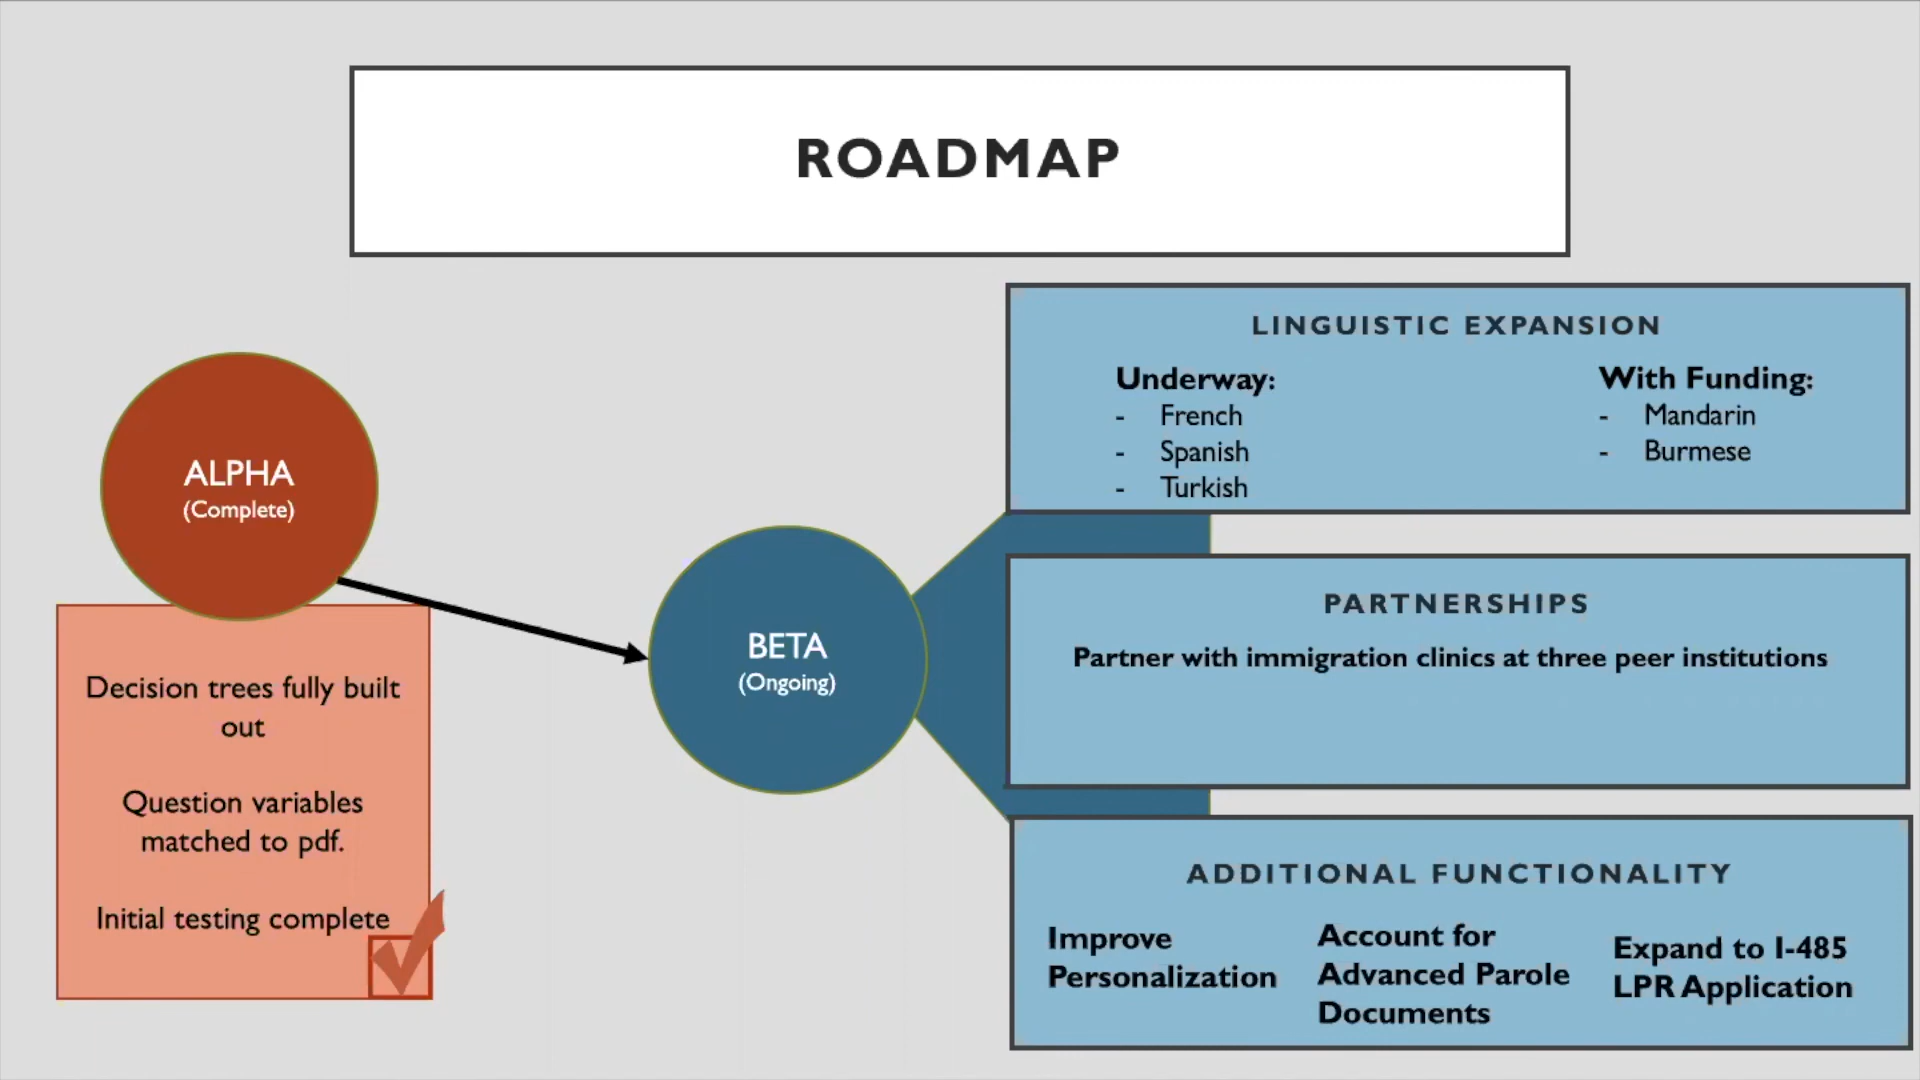 ROADMAP
ALPHA
(Complete)
Decision trees fully built
out
Question variables
matched to pdf.
Initial testing complete
BETA
(Ongoing)
LINGUISTIC EXPANSION
Underway:
- French
- Spanish
- Turkish
With Funding:
- Mandarin
- Burmese
PARTNERSHIPS
Partner with immigration clinics at three peer institutions
ADDITIONAL FUNCTIONALITY
Improve
Personalization
Account for
Advanced Parole
Documents
Expand to I-485
LPR Application